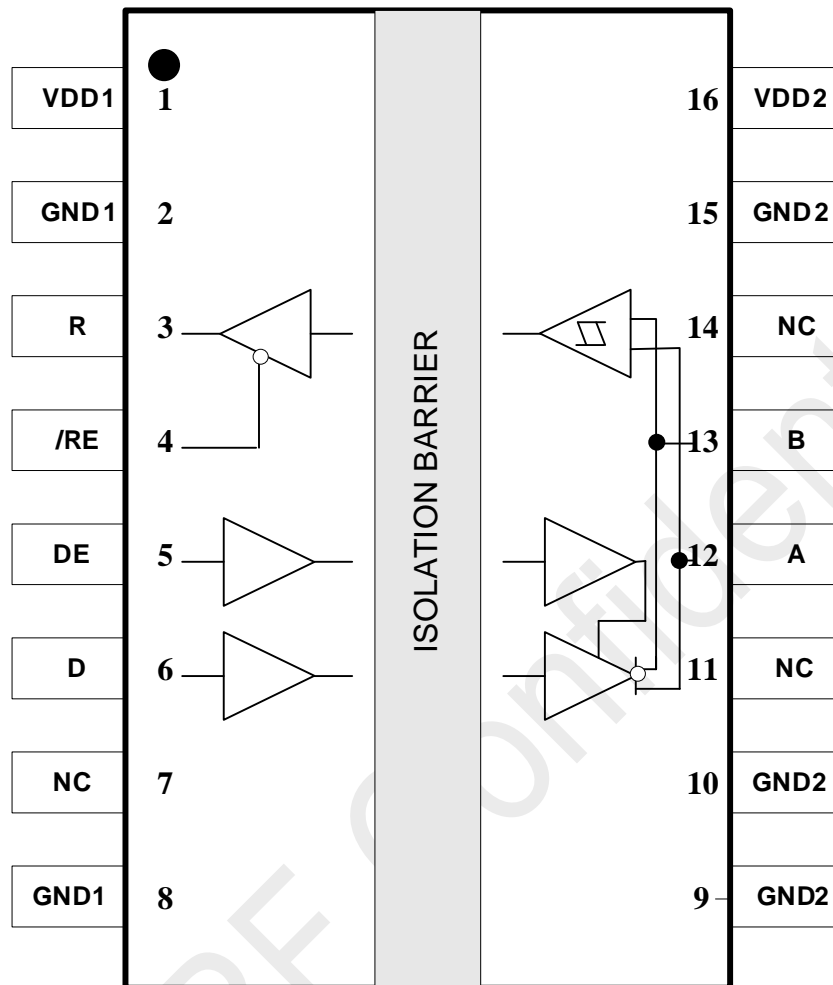 VDD1 1 16 VDD2
GND1 2 15 GND2
R 3 14 NC
/RE 4 13 B
DE 5 12 A
D 6 11 NC
NC 7 10 GND2
GND1 8 9 GND2
ISOLATION BARRIER